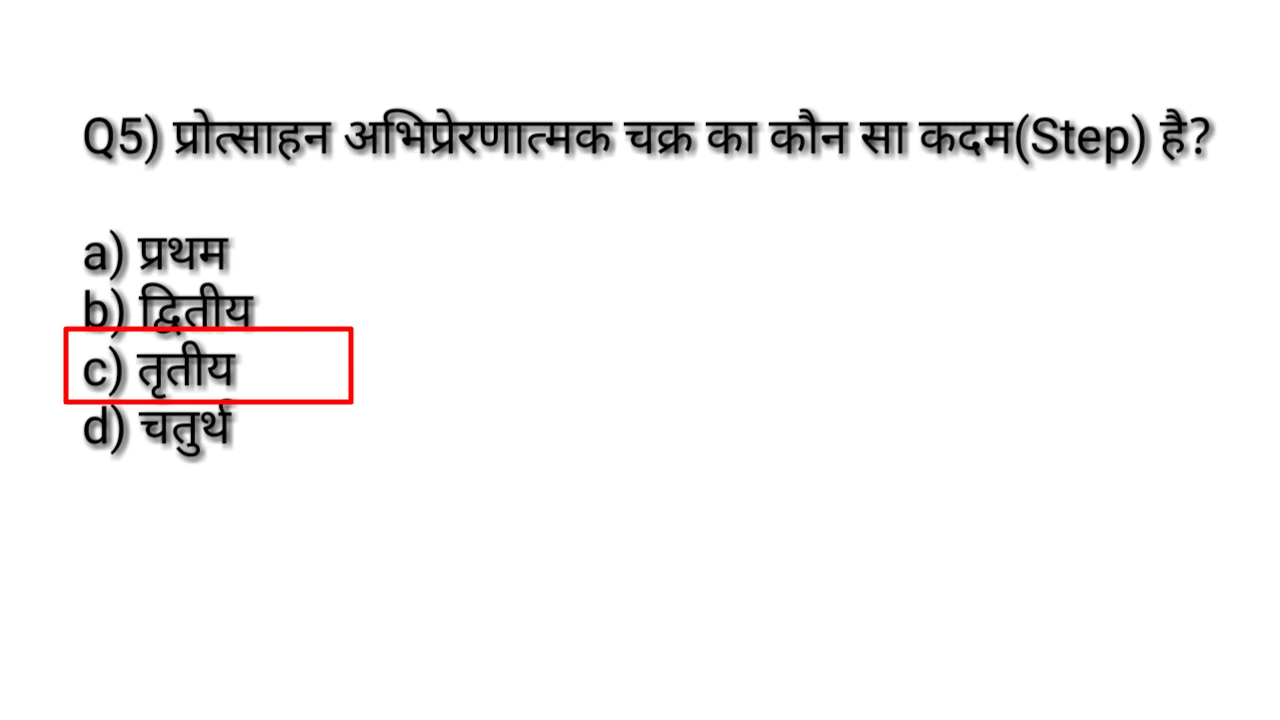 Q5) प्रोत्साहन अभिप्रेरणात्मक चक्र का कौन सा कदम(Step) है?
a) प्रथम
b) द्वितीय
c) तृतीय
d) चतुर्थ